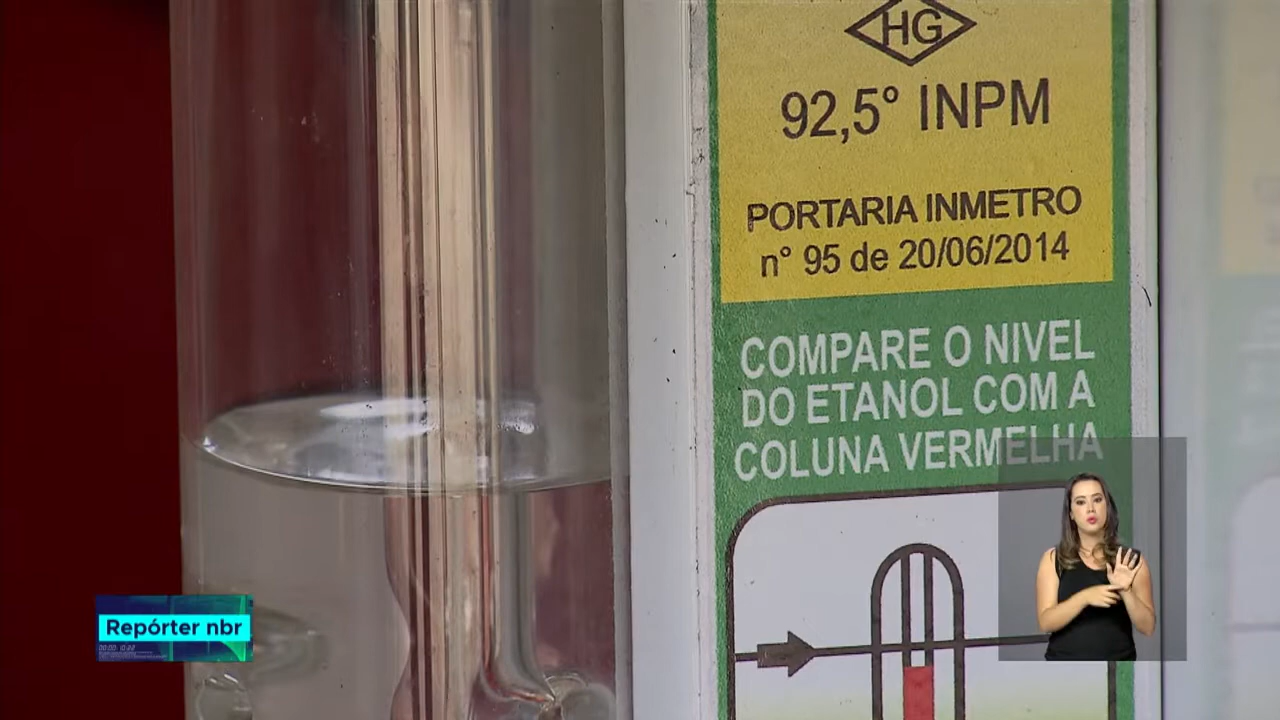 HG
92,5° INPM
PORTARIA INMETRO
n° 95 de 20/06/2014
COMPARE O NIVEL
DO ETANOL COM A
COLUNA VERMELHA
Repórter nbr